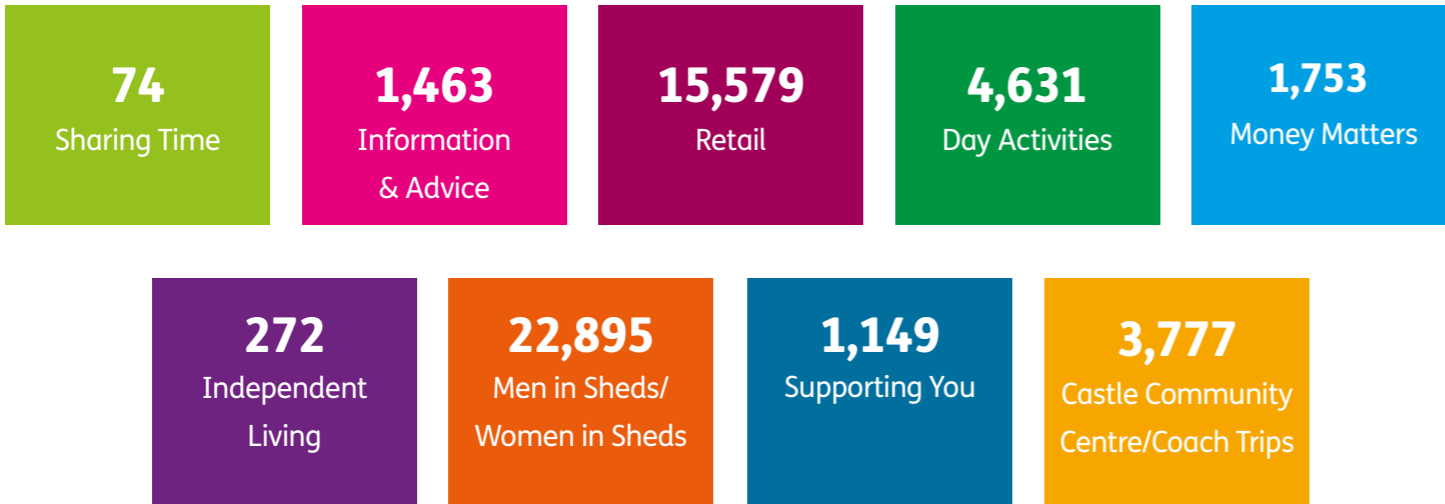 74
Sharing Time
1,463
Information
& Advice
15,579
Retail
4,631
Day Activities
1,753
Money Matters
272
Independent
Living
22,895
Men in Sheds/
Women in Sheds
1,149
Supporting You
3,777
Castle Community
Centre/Coach Trips